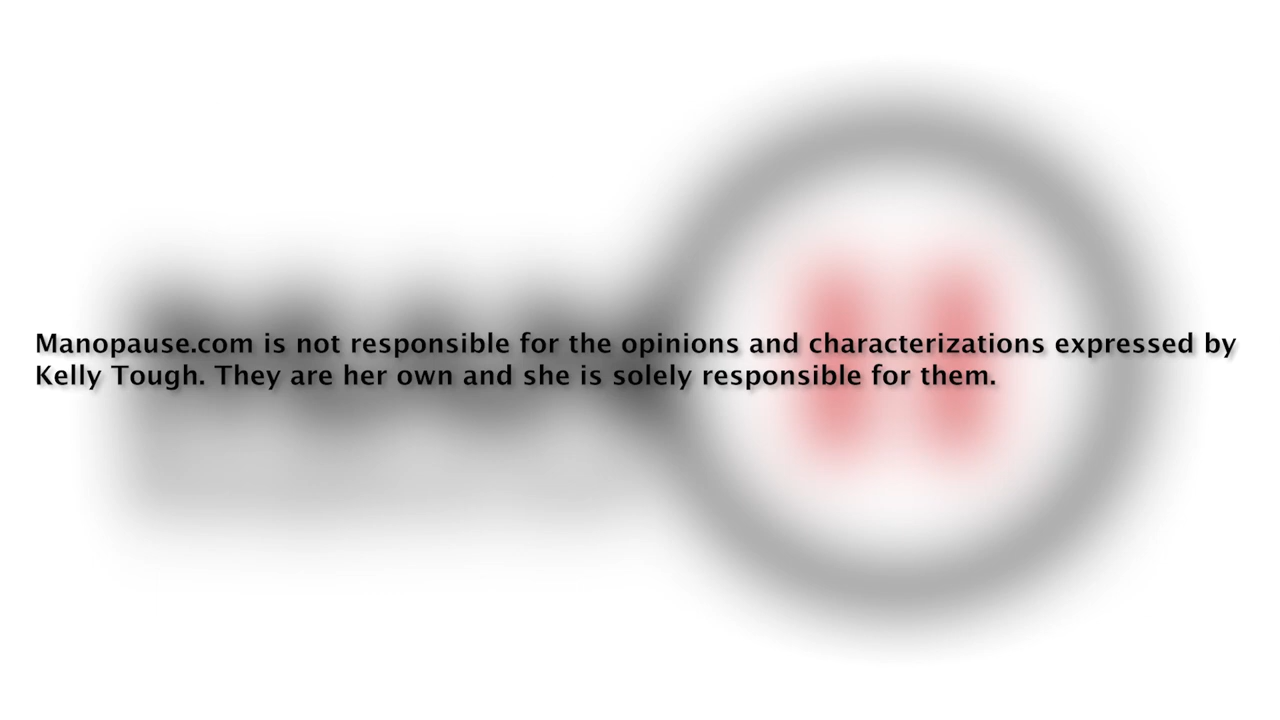 Manopause.com is not responsible for the opinions and characterizations expressed by
Kelly Tough. They are her own and she is solely responsible for them.